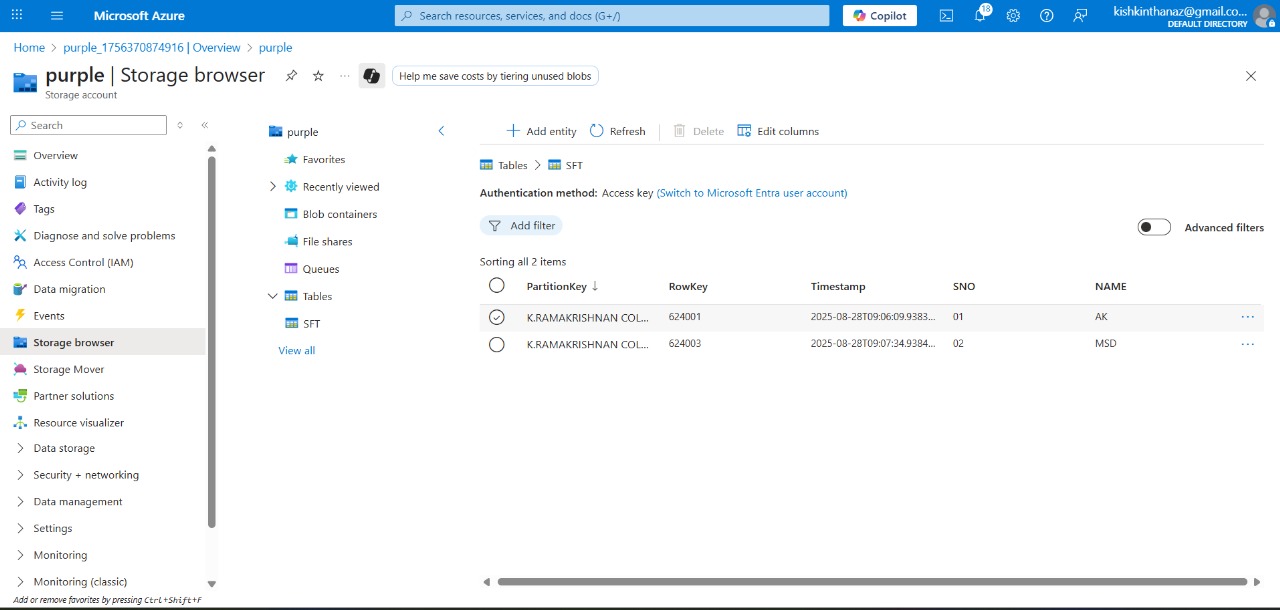 Microsoft Azure
Search resources, services, and docs (G+/)
Copilot
18
kishkinthanaz@gmail.co...
DEFAULT DIRECTORY
Home > purple_1756370874916 | Overview > purple
purple | Storage browser
... Help me save costs by tiering unused blobs
Storage account
Search
Overview
Activity log
Tags
Diagnose and solve problems
Access Control (IAM)
Data migration
Events
Storage browser
Storage Mover
Partner solutions
Resource visualizer
Data storage
Security + networking
Data management
Settings
Monitoring
Monitoring (classic)
Add or remove favorites by pressing Ctrl+Shift+F
purple
Favorites
Recently viewed
Blob containers
File shares
Queues
Tables
SFT
View all
Add entity Refresh Delete Edit columns
Tables > SFT
Authentication method: Access key (Switch to Microsoft Entra user account)
Add filter
Advanced filters
Sorting all 2 items
PartitionKey ↓ RowKey Timestamp SNO NAME
K.RAMAKRISHNAN COL... 624001 2025-08-28T09:06:09.9383... 01 AK ...
K.RAMAKRISHNAN COL... 624003 2025-08-28T09:07:34.9384... 02 MSD ...